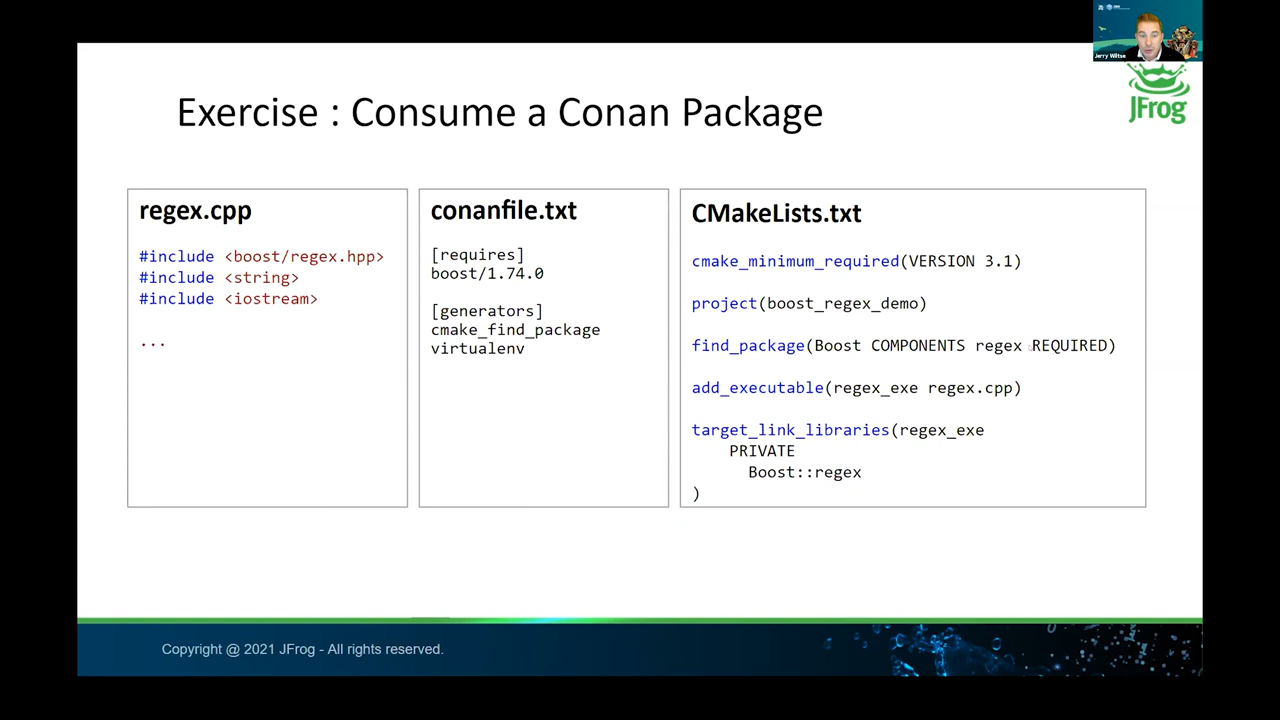 Jerry Wiltse
JFrog
Exercise : Consume a Conan Package
regex.cpp
#include <boost/regex.hpp>
#include <string>
#include <iostream>
...
conanfile.txt
[requires]
boost/1.74.0
[generators]
cmake_find_package
virtualenv
CMakeLists.txt
cmake_minimum_required(VERSION 3.1)
project(boost_regex_demo)
find_package(Boost COMPONENTS regex REQUIRED)
add_executable(regex_exe regex.cpp)
target_link_libraries(regex_exe
PRIVATE
Boost::regex
)
Copyright @ 2021 JFrog - All rights reserved.